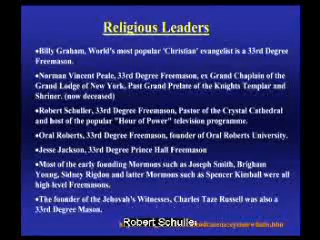 Religious Leaders
•Billy Graham, World's most popular 'Christian' evangelist is a 33rd Degree
Freemason.
•Norman Vincent Peale, 33rd Degree Freemason, ex Grand Chaplain of the
Grand Lodge of New York, Past Grand Prelate of the Knights Templar and
Shriner. (now deceased)
•Robert Schuller, 33rd Degree Freemason, Pastor of the Crystal Cathedral
and host of the popular "Hour of Power" television programme.
•Oral Roberts, 33rd Degree Freemason, founder of Oral Roberts University.
•Jesse Jackson, 33rd Degree Prince Hall Freemason
•Most of the early founding Mormons such as Joseph Smith, Brigham
Young, Sidney Rigdon and latter Mormons such as Spencer Kimball were all
high-level Freemasons.
•The founder of the Jehovah's Witnesses, Charles Taze Russell was also a
33rd Degree Mason.
Robert Schuller